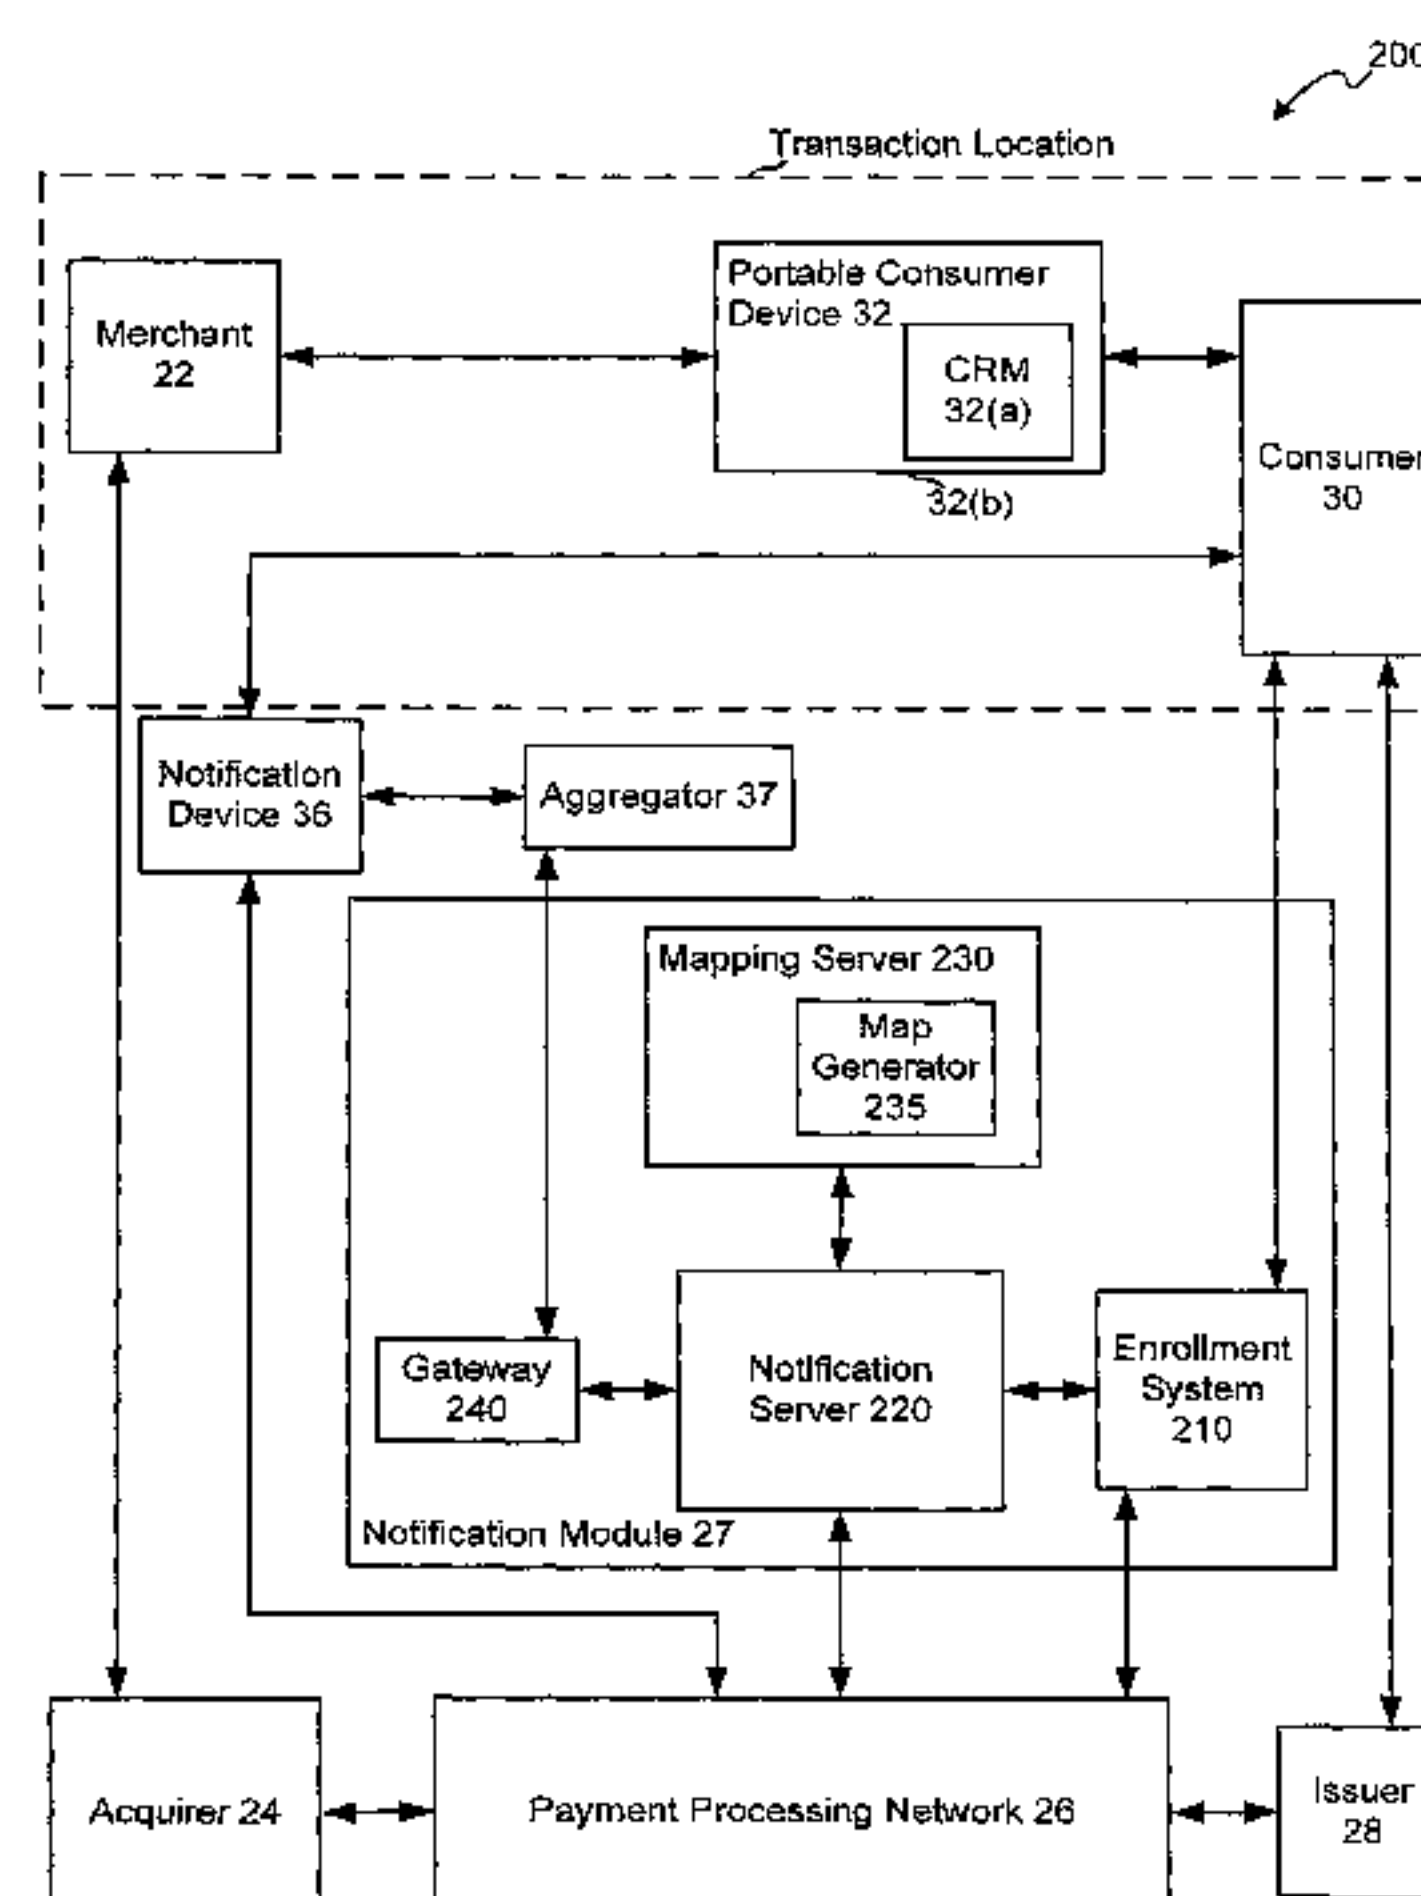 200
Transaction Location
Portable Consumer
Device 32
Merchant
22
CRM
32(a)
Consumer
30
32(b)
Notification
Device 36
Aggregator 37
Mapping Server 230
Map
Generator
235
Gateway
240
Notification
Server 220
Enrollment
System
210
Notification Module 27
Acquirer 24
Payment Processing Network 26
Issuer
28